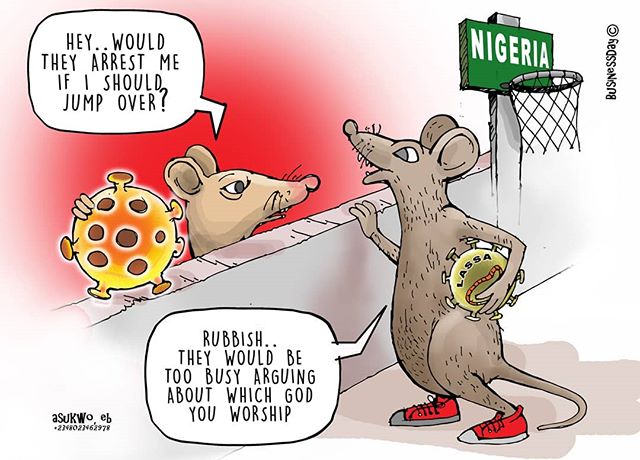 HEY..WOULD
THEY ARREST ME
IF I SHOULD
JUMP OVER?
NIGERIA
BUSINESSDAY ©
LASSA
RUBBISH..
THEY WOULD BE
TOO BUSY ARGUING
ABOUT WHICH GOD
YOU WORSHIP
asukwo eb
+2348023462978